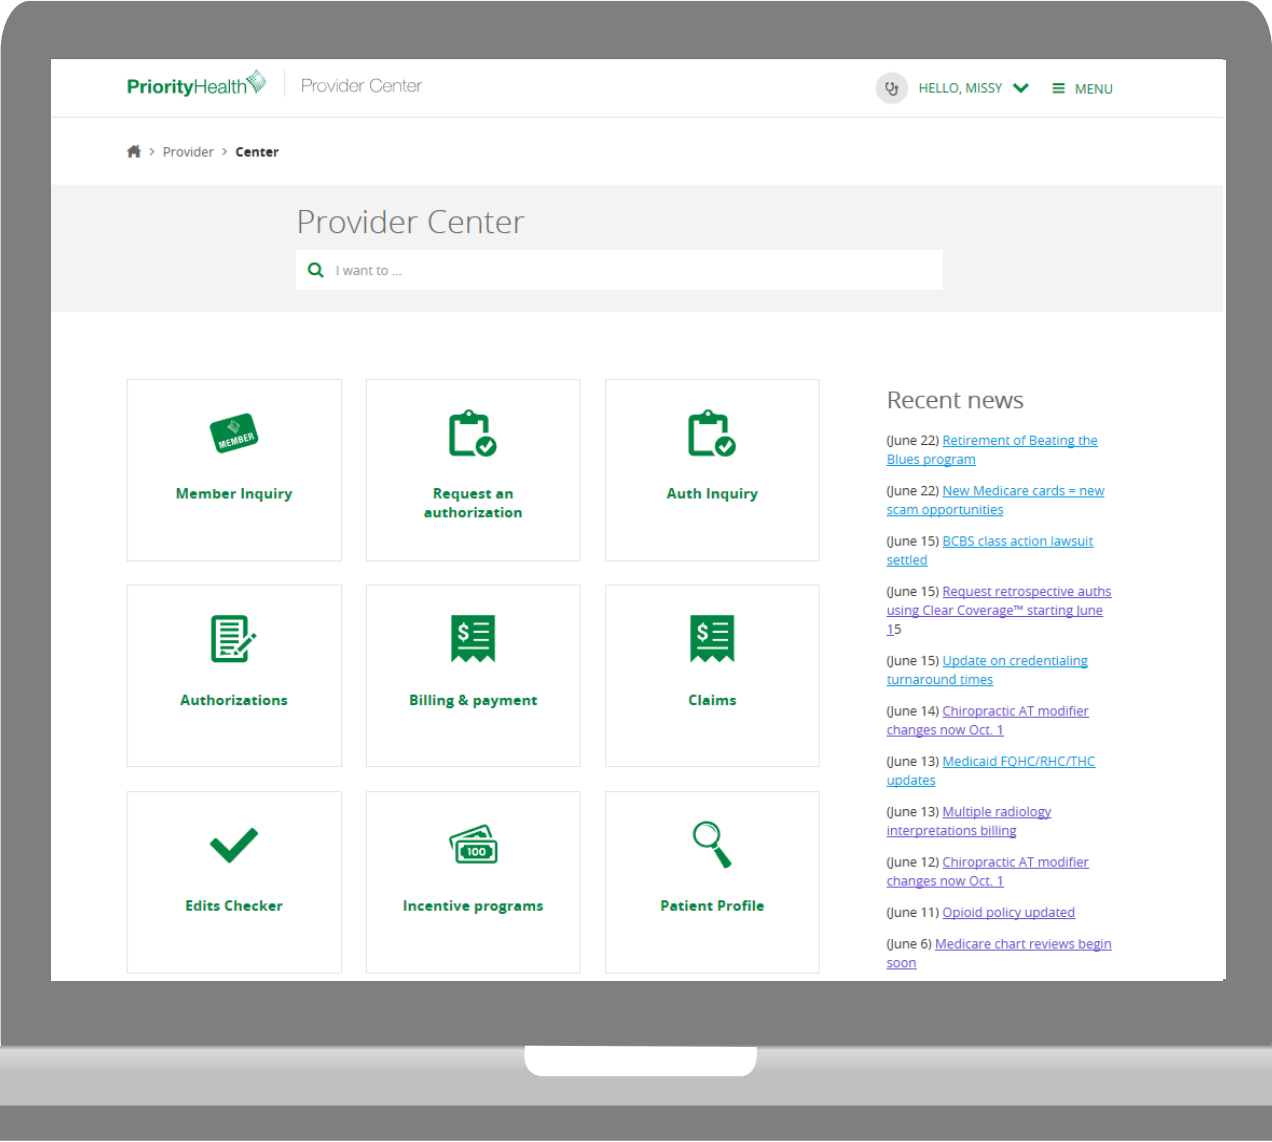 PriorityHealth
Provider Center
HELLO, MISSY
MENU
Provider
Center
Provider Center
I want to ...
MEMBER
Member Inquiry
Request an
authorization
Auth Inquiry
$
Authorizations
$
Billing & payment
Claims
100
Edits Checker
Incentive programs
Patient Profile
Recent news
(June 22) Retirement of Beating the
Blues program
(June 22) New Medicare cards = new
scam opportunities
(June 15) BCBS class action lawsuit
settled
(June 15) Request retrospective auths
using Clear Coverage™ starting June
15
(June 15) Update on credentialing
turnaround times
(June 14) Chiropractic AT modifier
changes now Oct. 1
(June 13) Medicaid FQHC/RHC/THC
updates
(June 13) Multiple radiology
interpretations billing
(June 12) Chiropractic AT modifier
changes now Oct. 1
(June 11) Opioid policy updated
(June 6) Medicare chart reviews begin
soon